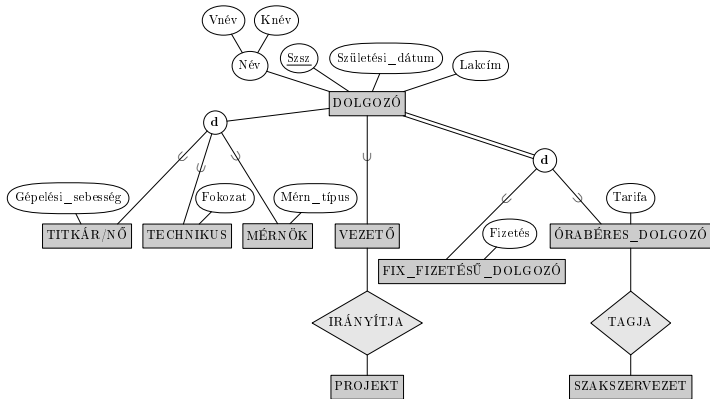 Vnév
Knév
Név
Szsz
Születési_dátum
Lakcím
DOLGOZÓ
d
d
Gépelési_sebesség
Fokozat
Mérn_típus
Tarifa
TITKÁR/NŐ
TECHNIKUS
MÉRNÖK
VEZETŐ
Fizetés
ÓRABÉRES_DOLGOZÓ
FIX_FIZETÉSŰ_DOLGOZÓ
IRÁNYÍTJA
TAGJA
PROJEKT
SZAKSZERVEZET